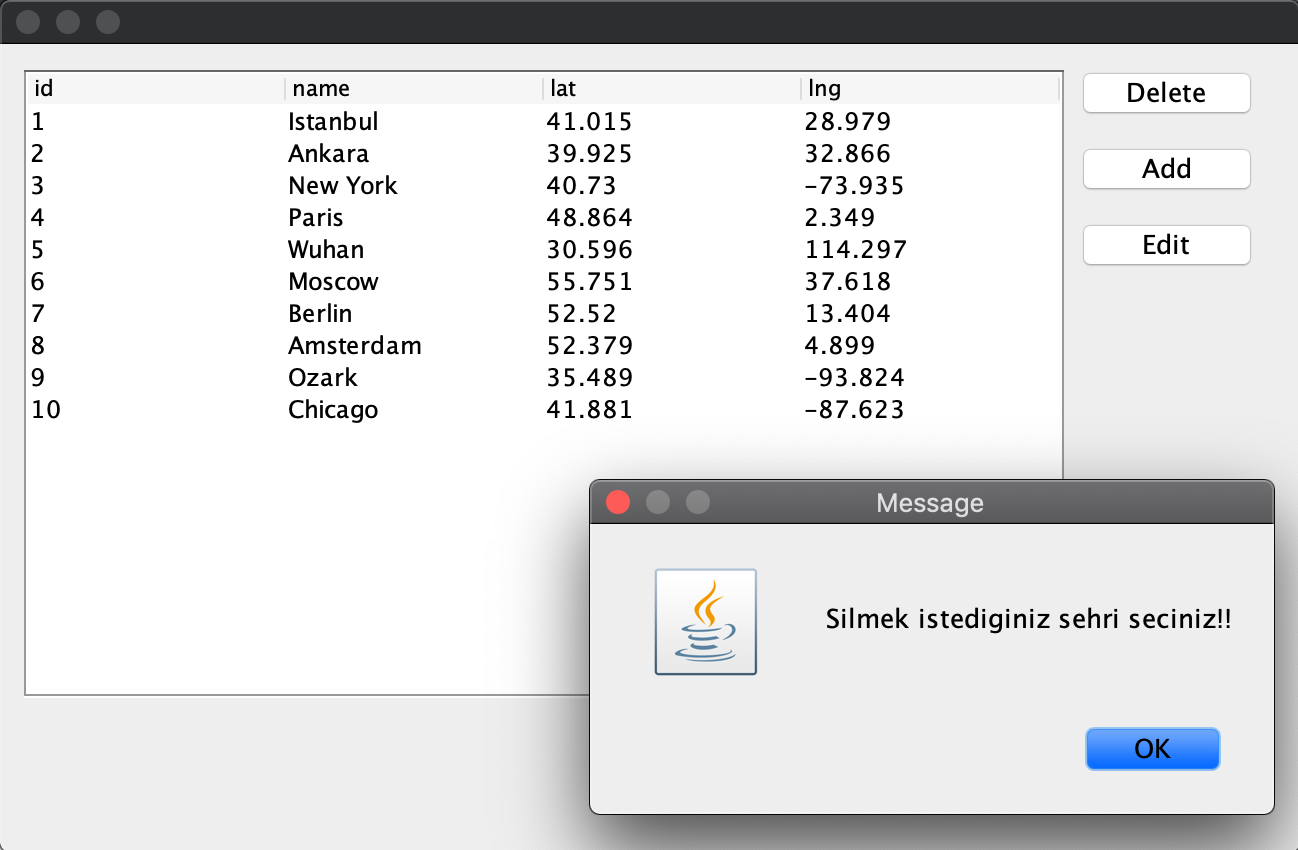 id name lat lng
1 Istanbul 41.015 28.979
2 Ankara 39.925 32.866
3 New York 40.73 -73.935
4 Paris 48.864 2.349
5 Wuhan 30.596 114.297
6 Moscow 55.751 37.618
7 Berlin 52.52 13.404
8 Amsterdam 52.379 4.899
9 Ozark 35.489 -93.824
10 Chicago 41.881 -87.623
Delete
Add
Edit
Message
Silmek istediginiz sehri seciniz!!
OK